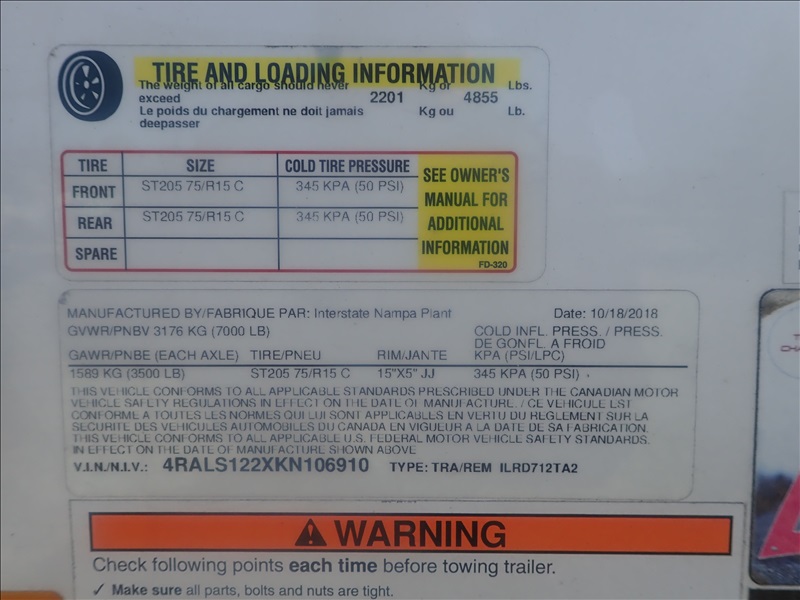 TIRE AND LOADING INFORMATION
The weight of all cargo should never exceed 2201 Kg or 4855 Lbs.
Le poids du chargement ne doit jamais deepasser Kg ou Lb.
TIRE SIZE COLD TIRE PRESSURE
FRONT ST205 75/R15 C 345 KPA (50 PSI)
REAR ST205 75/R15 C 345 KPA (50 PSI)
SPARE
SEE OWNER'S
MANUAL FOR
ADDITIONAL
INFORMATION
FD-320
MANUFACTURED BY/FABRIQUE PAR: Interstate Nampa Plant Date: 10/18/2018
GVWR/PNBV 3176 KG (7000 LB)
COLD INFL. PRESS. / PRESS.
DE GONFL. A FROID
GAWR/PNBE (EACH AXLE) TIRE/PNEU RIM/JANTE KPA (PSI/LPC)
1589 KG (3500 LB) ST205 75/R15 C 15"X5" JJ 345 KPA (50 PSI)
THIS VEHICLE CONFORMS TO ALL APPLICABLE STANDARDS PRESCRIBED UNDER THE CANADIAN MOTOR
VEHICLE SAFETY REGULATIONS IN EFFECT ON THE DATE OF MANUFACTURE. / CE VEHICULE EST
CONFORME A TOUTES LES NORMES QUI LUI SONT APPLICABLES EN VERTU DU REGLEMENT SUR LA
SECURITE DES VEHICULES AUTOMOBILES DU CANADA EN VIGUEUR A LA DATE DE SA FABRICATION.
THIS VEHICLE CONFORMS TO ALL APPLICABLE U.S. FEDERAL MOTOR VEHICLE SAFETY STANDARDS.
IN EFFECT ON THE DATE OF MANUFACTURE SHOWN ABOVE
V.I.N./N.I.V.: 4RALS122XKN106910 TYPE: TRA/REM ILRD712TA2
WARNING
Check following points each time before towing trailer.
✓ Make sure all parts, bolts and nuts are tight.